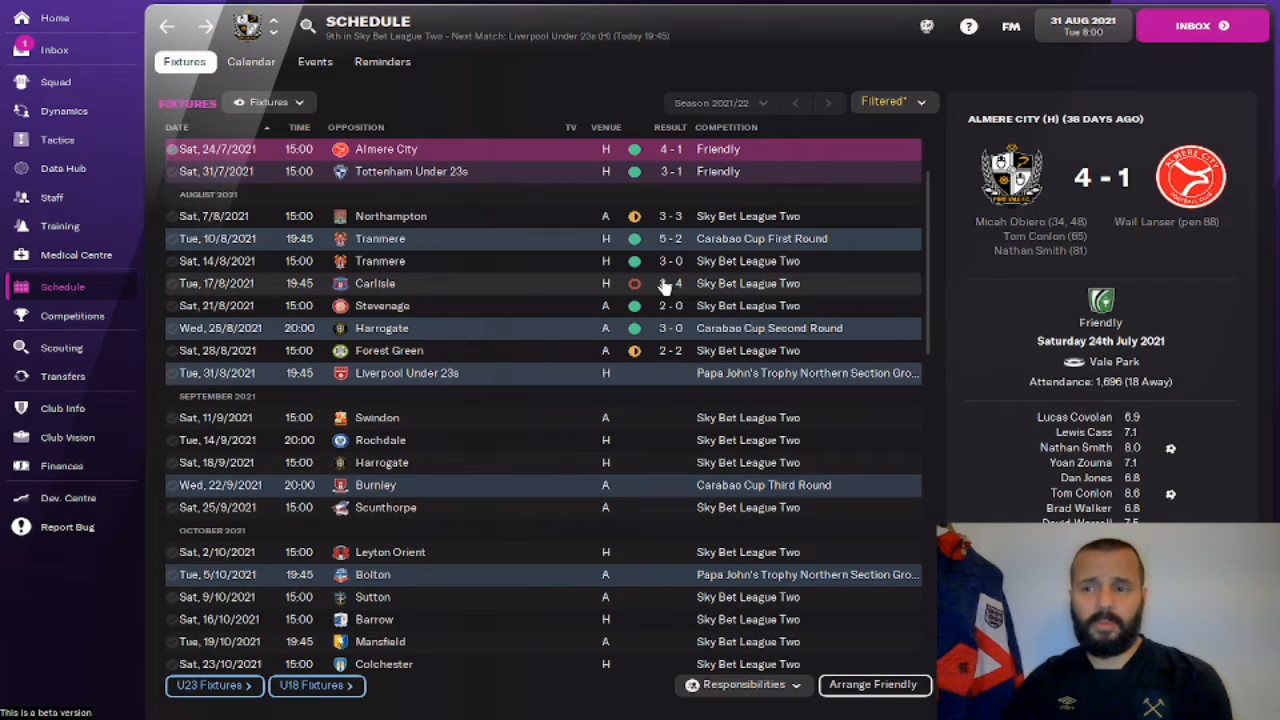 Home
Inbox
1
Squad
Dynamics
Tactics
Data Hub
Staff
Training
Medical Centre
Schedule
Competitions
Scouting
Transfers
Club Info
Club Vision
Finances
Dev. Centre
Report Bug
This is a beta version
SCHEDULE
9th in Sky Bet League Two - Next Match: Liverpool Under 23s (H) (Today 19:45)
FM
31 AUG 2021
Tue 8:00
INBOX
Fixtures Calendar Events Reminders
FIXTURES Fixtures Season 2021/22 Filtered*
DATE TIME OPPOSITION TV VENUE RESULT COMPETITION
Sat, 24/7/2021 15:00 Almere City H 4 - 1 Friendly
Sat, 31/7/2021 15:00 Tottenham Under 23s H 3 - 1 Friendly
AUGUST 2021
Sat, 7/8/2021 15:00 Northampton A 3 - 3 Sky Bet League Two
Tue, 10/8/2021 19:45 Tranmere H 5 - 2 Carabao Cup First Round
Sat, 14/8/2021 15:00 Tranmere H 3 - 0 Sky Bet League Two
Tue, 17/8/2021 19:45 Carlisle H - 4 Sky Bet League Two
Sat, 21/8/2021 15:00 Stevenage A 2 - 0 Sky Bet League Two
Wed, 25/8/2021 20:00 Harrogate A 3 - 0 Carabao Cup Second Round
Sat, 28/8/2021 15:00 Forest Green A 2 - 2 Sky Bet League Two
Tue, 31/8/2021 19:45 Liverpool Under 23s H Papa John's Trophy Northern Section Gro...
SEPTEMBER 2021
Sat, 11/9/2021 15:00 Swindon A Sky Bet League Two
Tue, 14/9/2021 20:00 Rochdale H Sky Bet League Two
Sat, 18/9/2021 15:00 Harrogate H Sky Bet League Two
Wed, 22/9/2021 20:00 Burnley A Carabao Cup Third Round
Sat, 25/9/2021 15:00 Scunthorpe A Sky Bet League Two
OCTOBER 2021
Sat, 2/10/2021 15:00 Leyton Orient H Sky Bet League Two
Tue, 5/10/2021 19:45 Bolton A Papa John's Trophy Northern Section Gro...
Sat, 9/10/2021 15:00 Sutton A Sky Bet League Two
Sat, 16/10/2021 15:00 Barrow H Sky Bet League Two
Tue, 19/10/2021 19:45 Mansfield A Sky Bet League Two
Sat, 23/10/2021 15:00 Colchester H Sky Bet League Two
U23 Fixtures > U18 Fixtures > Responsibilities Arrange Friendly
ALMERE CITY (H) (38 DAYS AGO)
4 - 1
Micah Obiero (34, 48) Wail Lanser (pen 88)
Tom Conlon (65)
Nathan Smith (81)
Friendly
Saturday 24th July 2021
Vale Park
Attendance: 1,696 (18 Away)
Lucas Covolan 6.9
Lewis Cass 7.1
Nathan Smith 8.0
Yoan Zouma 7.1
Dan Jones 6.8
Tom Conlon 8.6
Brad Walker 6.8
David Worrall 7.5